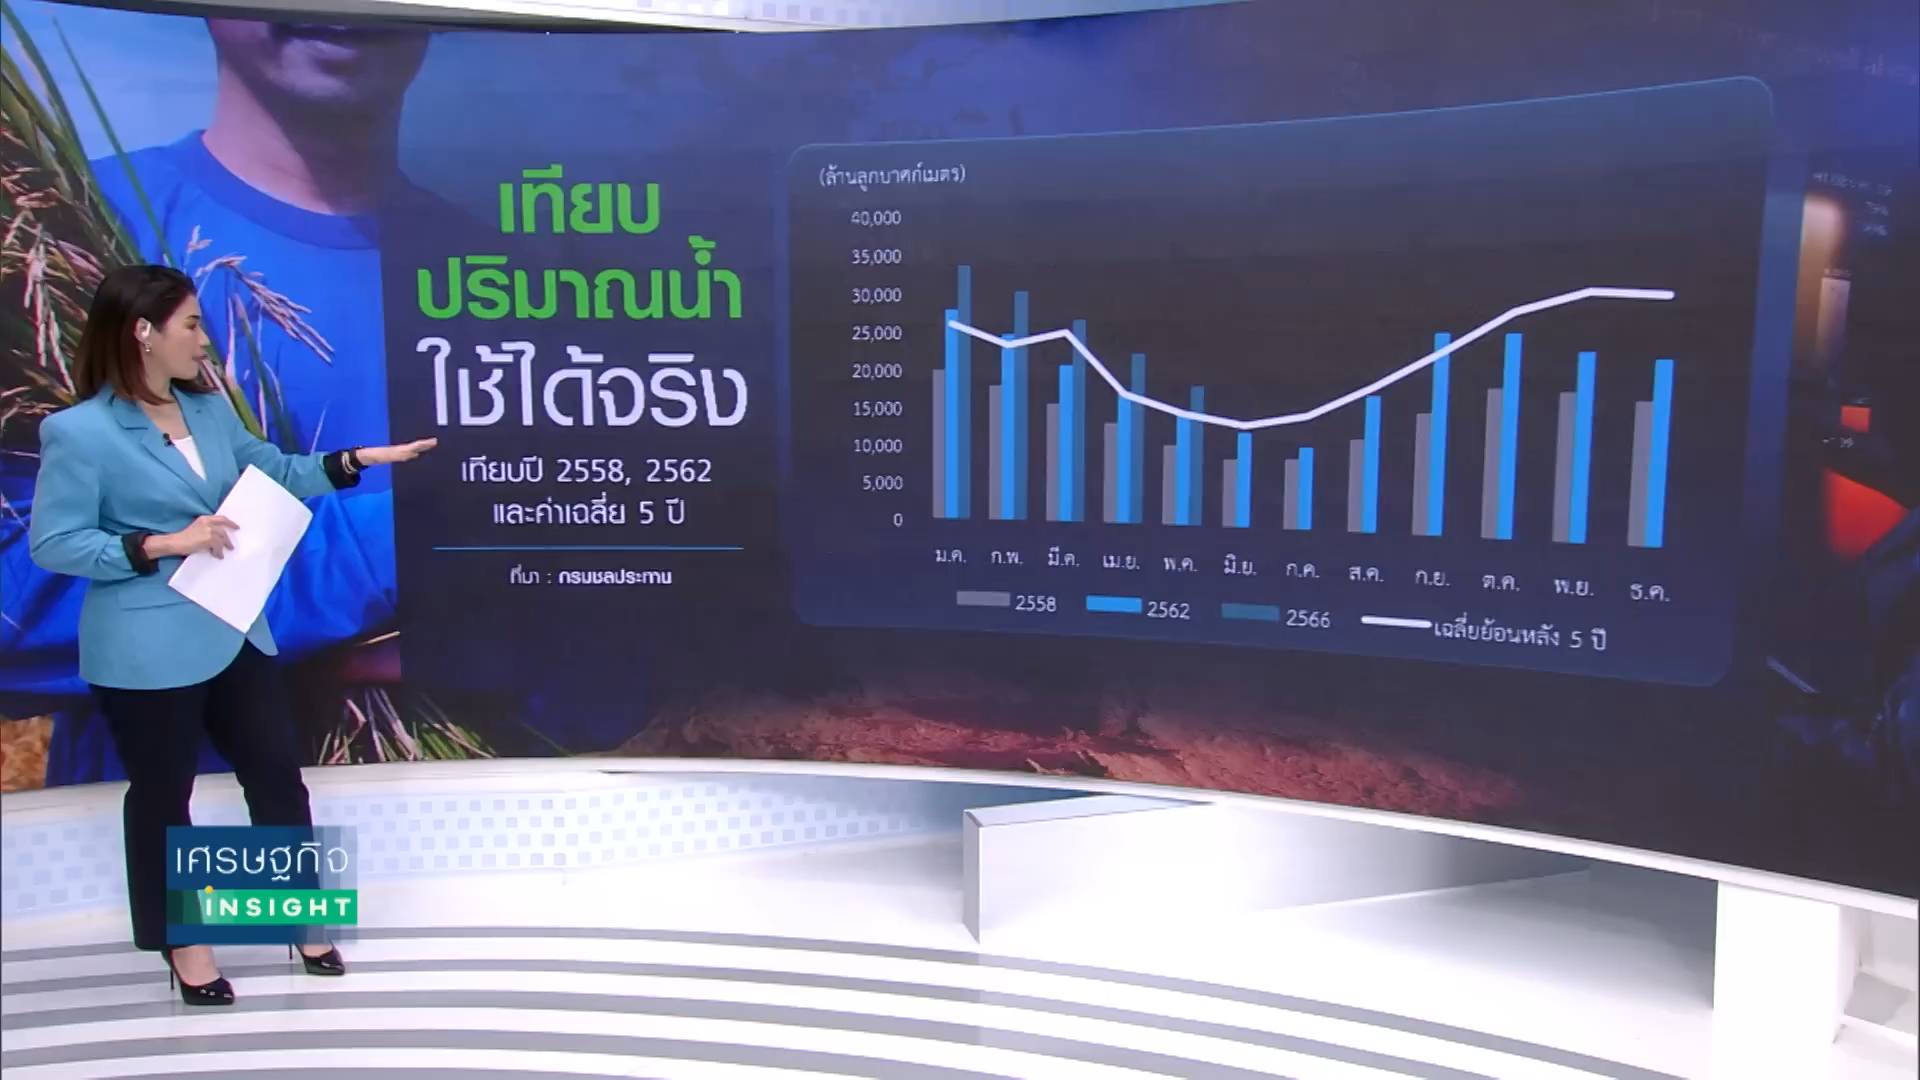 เทียบ
ปริมาณน้ำ
ใช้ได้จริง
เทียบปี 2558, 2562
และค่าเฉลี่ย 5 ปี
ที่มา : กรมชลประทาน
(ล้านลูกบาศก์เมตร)
40,000
35,000
30,000
25,000
20,000
15,000
10,000
5,000
0
ม.ค. ก.พ. มี.ค. เม.ย. พ.ค. มิ.ย. ก.ค. ส.ค. ก.ย. ต.ค. พ.ย. ธ.ค.
2558 2562 2566 เฉลี่ยย้อนหลัง 5 ปี
เศรษฐกิจ
INSIGHT